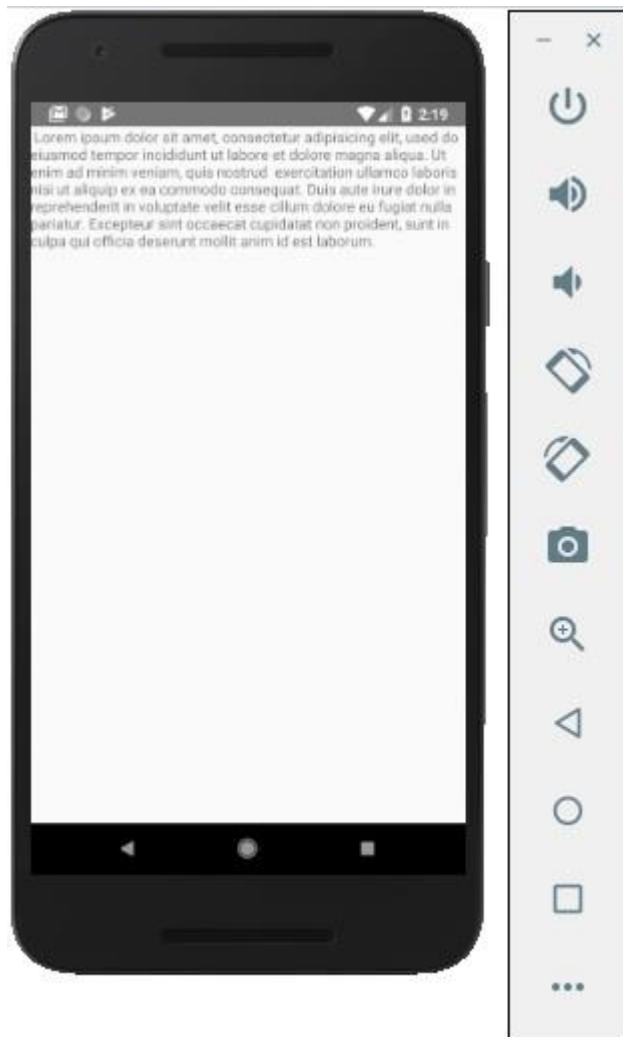 2:19
Lorem ipsum dolor sit amet, consectetur adipisicing elit, used do
eiusmod tempor incididunt ut labore et dolore magna aliqua. Ut
enim ad minim veniam, quis nostrud exercitation ullamco laboris
nisi ut aliquip ex ea commodo consequat. Duis aute irure dolor in
reprehenderit in voluptate velit esse cillum dolore eu fugiat nulla
pariatur. Excepteur sint occaecat cupidatat non proident, sunt in
culpa qui officia deserunt mollit anim id est laborum.